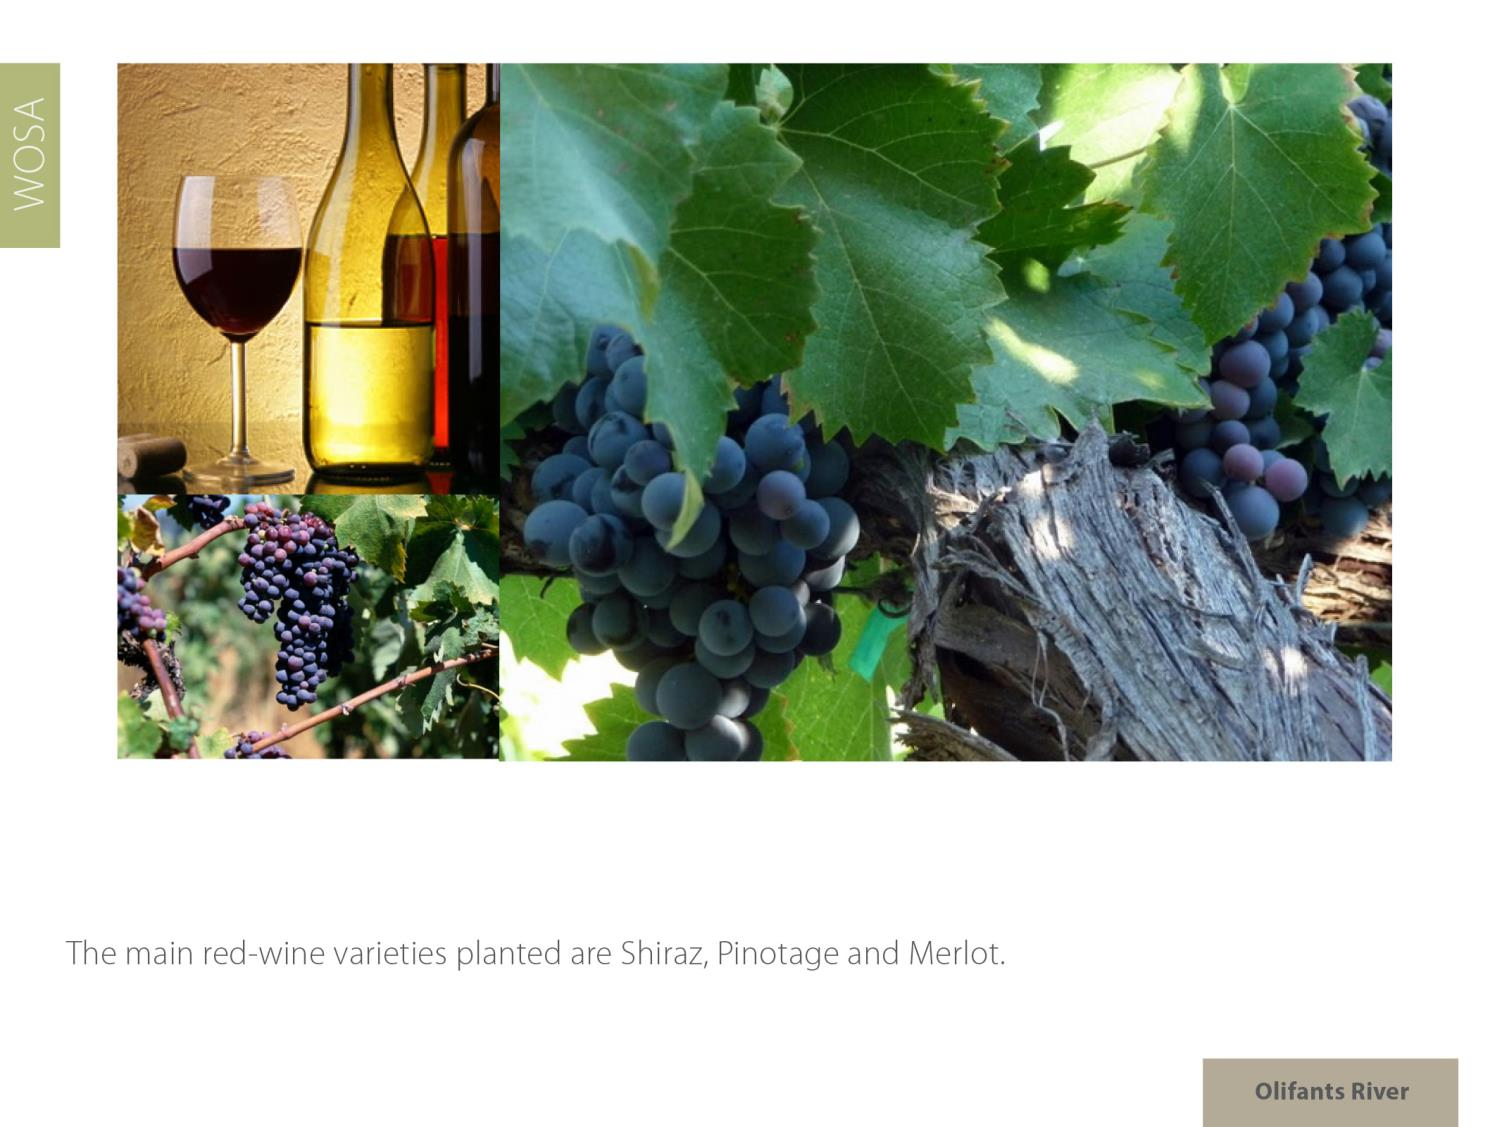 WOSA
The main red-wine varieties planted are Shiraz, Pinotage and Merlot.
Olifants River